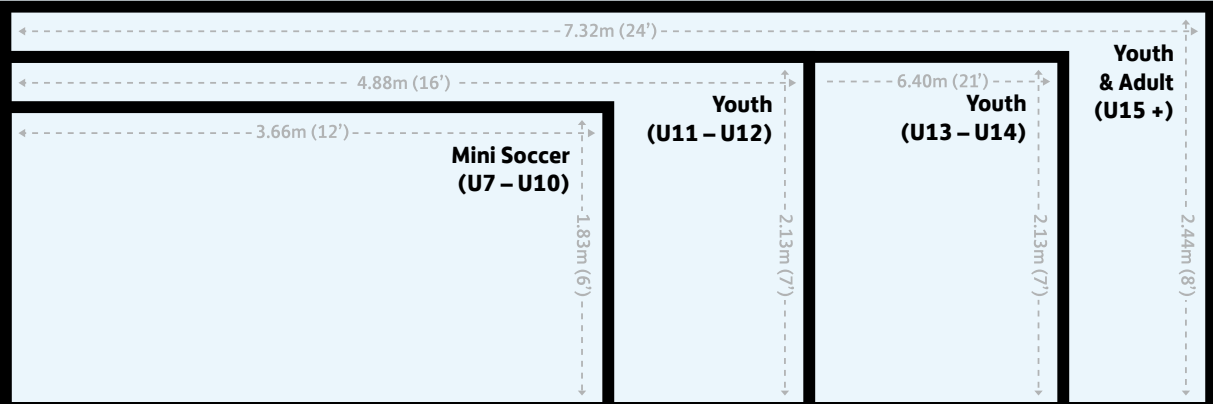 7.32m (24’)
Youth
& Adult
(U15 +)
2.44m (8’)
4.88m (16’)
Youth
(U11 – U12)
2.13m (7’)
6.40m (21’)
Youth
(U13 – U14)
2.13m (7’)
3.66m (12’)
Mini Soccer
(U7 – U10)
1.83m (6’)